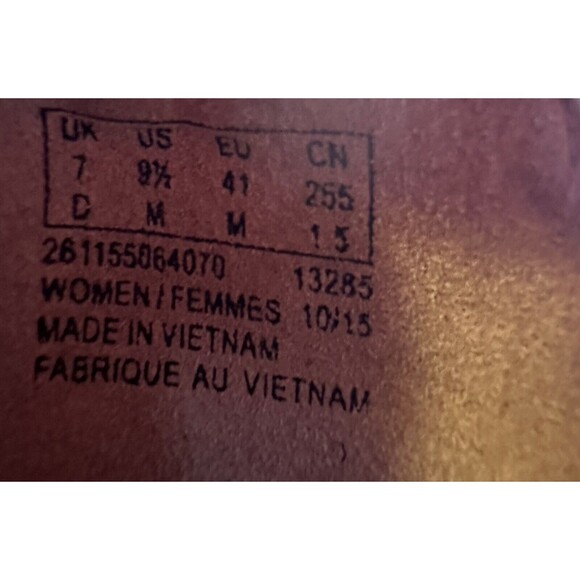 UK US EU CN
7 9½ 41 255
D M M 1.5
261155064070 13285
WOMEN/FEMMES 10/15
MADE IN VIETNAM
FABRIQUE AU VIETNAM